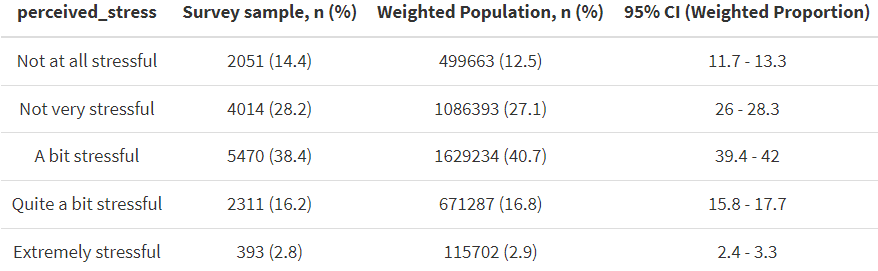 perceived_stress Survey sample, n (%) Weighted Population, n (%) 95% CI (Weighted Proportion)
Not at all stressful 2051 (14.4) 499663 (12.5) 11.7 - 13.3
Not very stressful 4014 (28.2) 1086393 (27.1) 26 - 28.3
A bit stressful 5470 (38.4) 1629234 (40.7) 39.4 - 42
Quite a bit stressful 2311 (16.2) 671287 (16.8) 15.8 - 17.7
Extremely stressful 393 (2.8) 115702 (2.9) 2.4 - 3.3